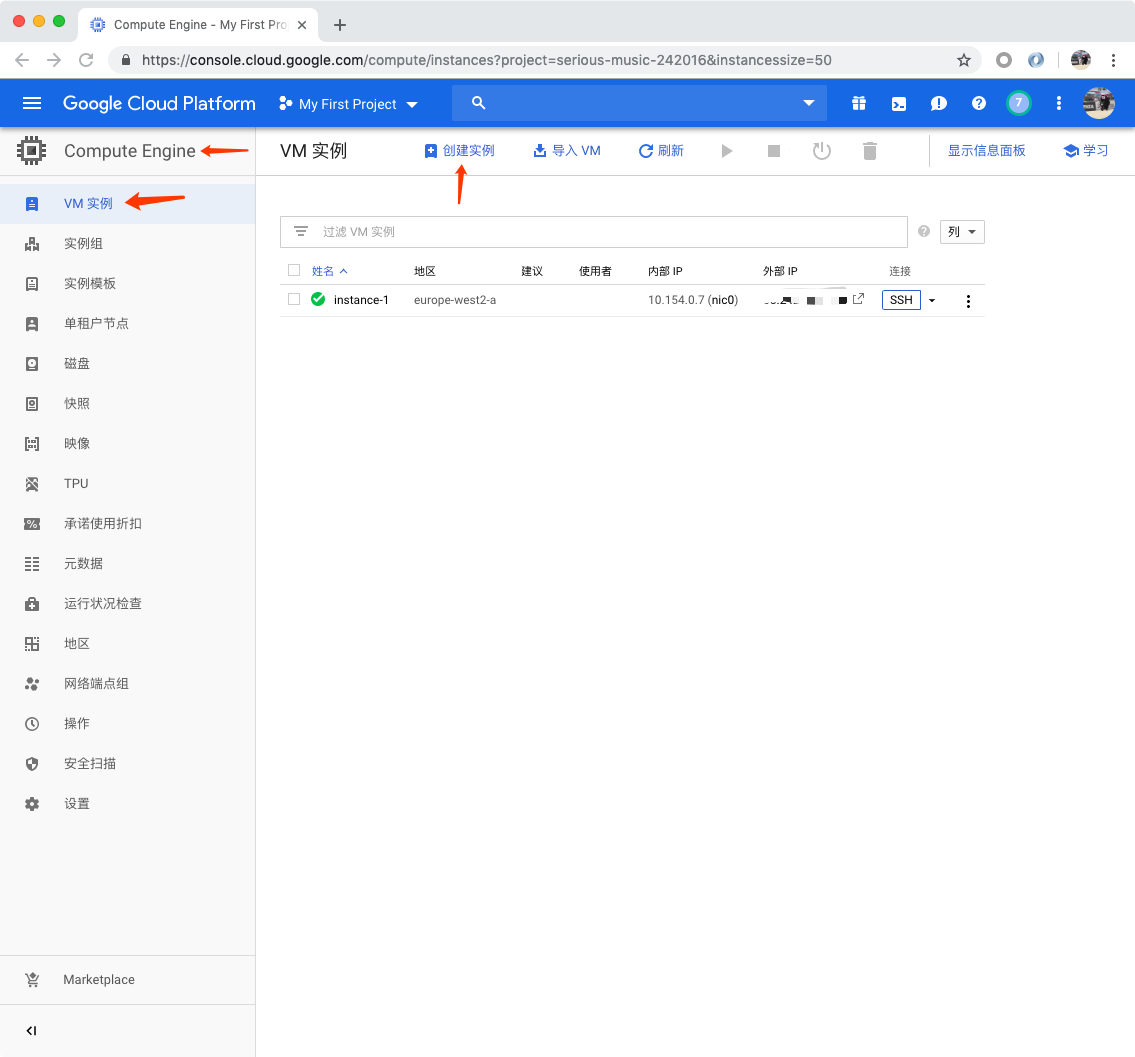 Compute Engine - My First Pro
https://console.cloud.google.com/compute/instances?project=serious-music-242016&instancessize=50
Google Cloud Platform
My First Project
7
Compute Engine
VM 实例
创建实例
导入 VM
刷新
显示信息面板
学习
VM 实例
实例组
实例模板
单租户节点
磁盘
快照
映像
TPU
承诺使用折扣
元数据
运行状况检查
地区
网络端点组
操作
安全扫描
设置
Marketplace
过滤 VM 实例
列
姓名 地区 建议 使用者 内部 IP 外部 IP 连接
instance-1 europe-west2-a 10.154.0.7 (nic0) SSH